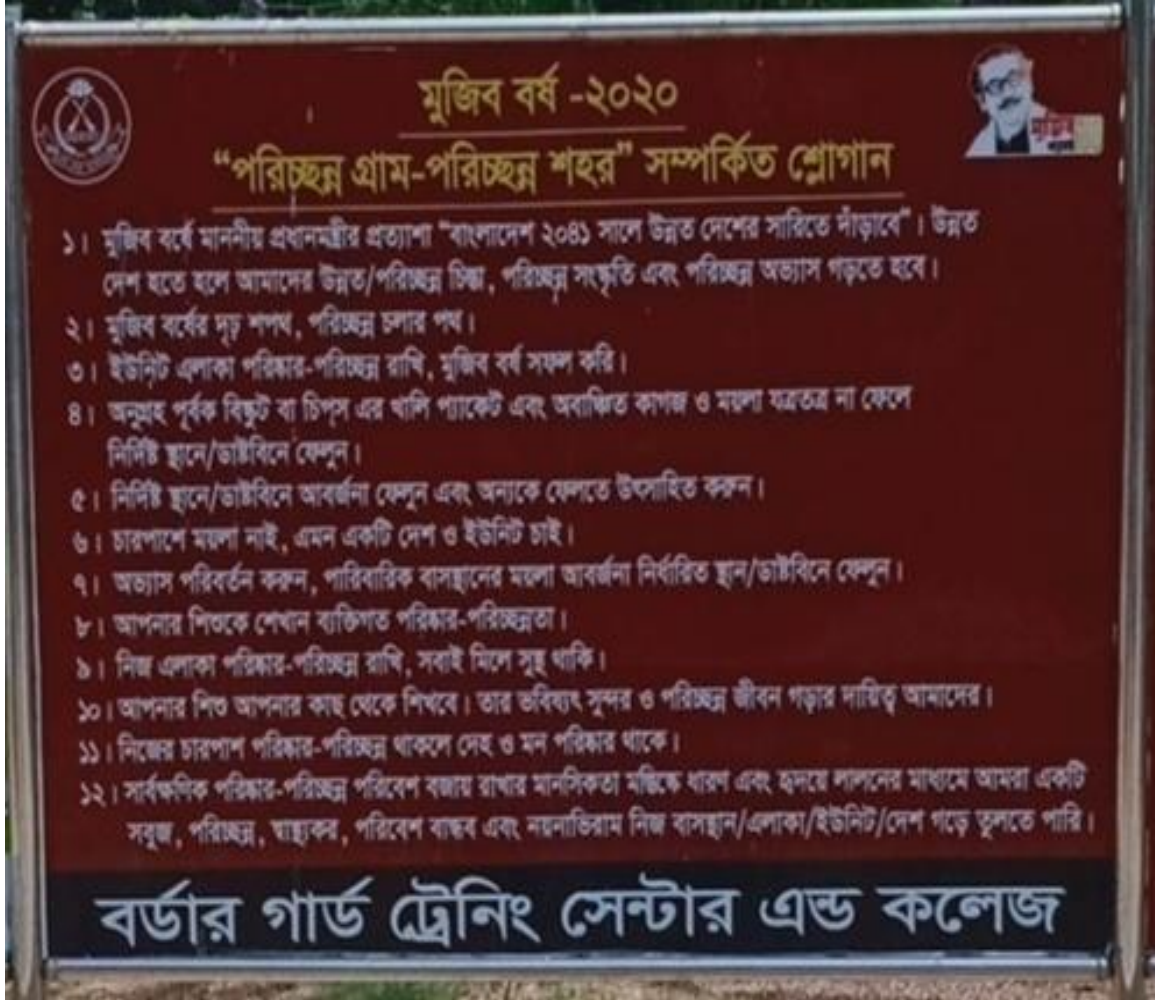 মুজিব বর্ষ -২০২০
“পরিচ্ছন্ন গ্রাম-পরিচ্ছন্ন শহর” সম্পর্কিত শ্লোগান
১। মুজিব বর্ষে মাননীয় প্রধানমন্ত্রীর প্রত্যাশা “বাংলাদেশ ২০৪১ সালে উন্নত দেশের সারিতে দাঁড়াবে”। উন্নত
দেশ হতে হলে আমাদের উন্নত/পরিচ্ছন্ন চিন্তা, পরিচ্ছন্ন সংস্কৃতি এবং পরিচ্ছন্ন অভ্যাস গড়তে হবে।
২। মুজিব বর্ষের দৃঢ় শপথ, পরিচ্ছন্ন চলার পথ।
৩। ইউনিট এলাকা পরিষ্কার-পরিচ্ছন্ন রাখি, মুজিব বর্ষ সফল করি।
৪। অনুগ্রহ পূর্বক বিস্কুট বা চিপস এর খালি প্যাকেট এবং অবাঞ্চিত কাগজ ও ময়লা যত্রতত্র না ফেলে
নির্দিষ্ট স্থানে/ডাষ্টবিনে ফেলুন।
৫। নির্দিষ্ট স্থানে/ডাষ্টবিনে আবর্জনা ফেলুন এবং অন্যকে ফেলতে উৎসাহিত করুন।
৬। চারপাশে ময়লা নাই, এমন একটি দেশ ও ইউনিট চাই।
৭। অভ্যাস পরিবর্তন করুন, পারিবারিক বাসস্থানের ময়লা আবর্জনা নির্ধারিত স্থান/ডাষ্টবিনে ফেলুন।
৮। আপনার শিশুকে শেখান ব্যক্তিগত পরিষ্কার-পরিচ্ছন্নতা।
৯। নিজ এলাকা পরিষ্কার-পরিচ্ছন্ন রাখি, সবাই মিলে সুস্থ থাকি।
১০। আপনার শিশু আপনার কাছ থেকে শিখবে। তার ভবিষ্যৎ সুন্দর ও পরিচ্ছন্ন জীবন গড়ার দায়িত্ব আমাদের।
১১। নিজের চারপাশ পরিষ্কার-পরিচ্ছন্ন থাকলে দেহ ও মন পরিষ্কার থাকে।
১২। সার্বক্ষণিক পরিষ্কার-পরিচ্ছন্ন পরিবেশ বজায় রাখার মানসিকতা মস্তিষ্কে ধারণ এবং হৃদয়ে লালনের মাধ্যমে আমরা একটি
সবুজ, পরিচ্ছন্ন, স্বাস্থ্যকর, পরিবেশ বান্ধব এবং নয়নাভিরাম নিজ বাসস্থান/এলাকা/ইউনিট/দেশ গড়ে তুলতে পারি।
বর্ডার গার্ড ট্রেনিং সেন্টার এন্ড কলেজ
মুজিব